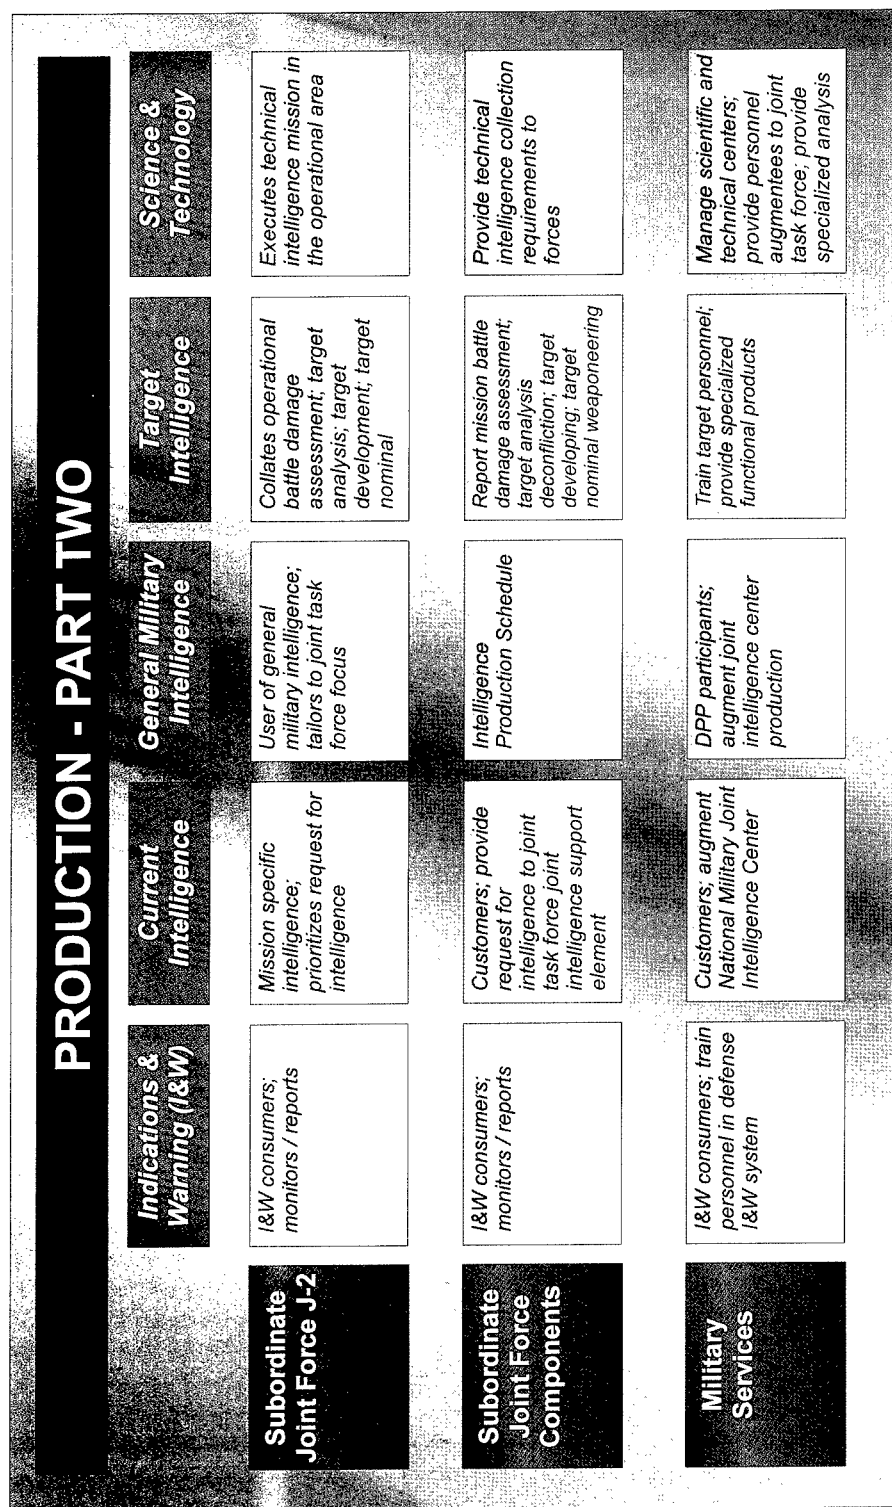 PRODUCTION - PART TWO
Indications &
Warning (I&W)
Current
Intelligence
General Military
Intelligence
Target
Intelligence
Science &
Technology
Subordinate
Joint Force J-2
I&W consumers;
monitors / reports
Mission specific
intelligence;
prioritizes request for
intelligence
User of general
military intelligence;
tailors to joint task
force focus
Collates operational
battle damage
assessment; target
analysis; target
development; target
nominal
Executes technical
intelligence mission in
the operational area
Subordinate
Joint Force
Components
I&W consumers;
monitors / reports
Customers; provide
request for
intelligence to joint
task force joint
intelligence support
element
Intelligence
Production Schedule
Report mission battle
damage assessment;
target analysis
deconfliction; target
developing; target
nominal weaponeering
Provide technical
intelligence collection
requirements to
forces
Military
Services
I&W consumers; train
personnel in defense
I&W system
Customers; augment
National Military Joint
Intelligence Center
DPP participants;
augment joint
intelligence center
production
Train target personnel;
provide specialized
functional products
Manage scientific and
technical centers;
provide personnel
augmentees to joint
task force; provide
specialized analysis